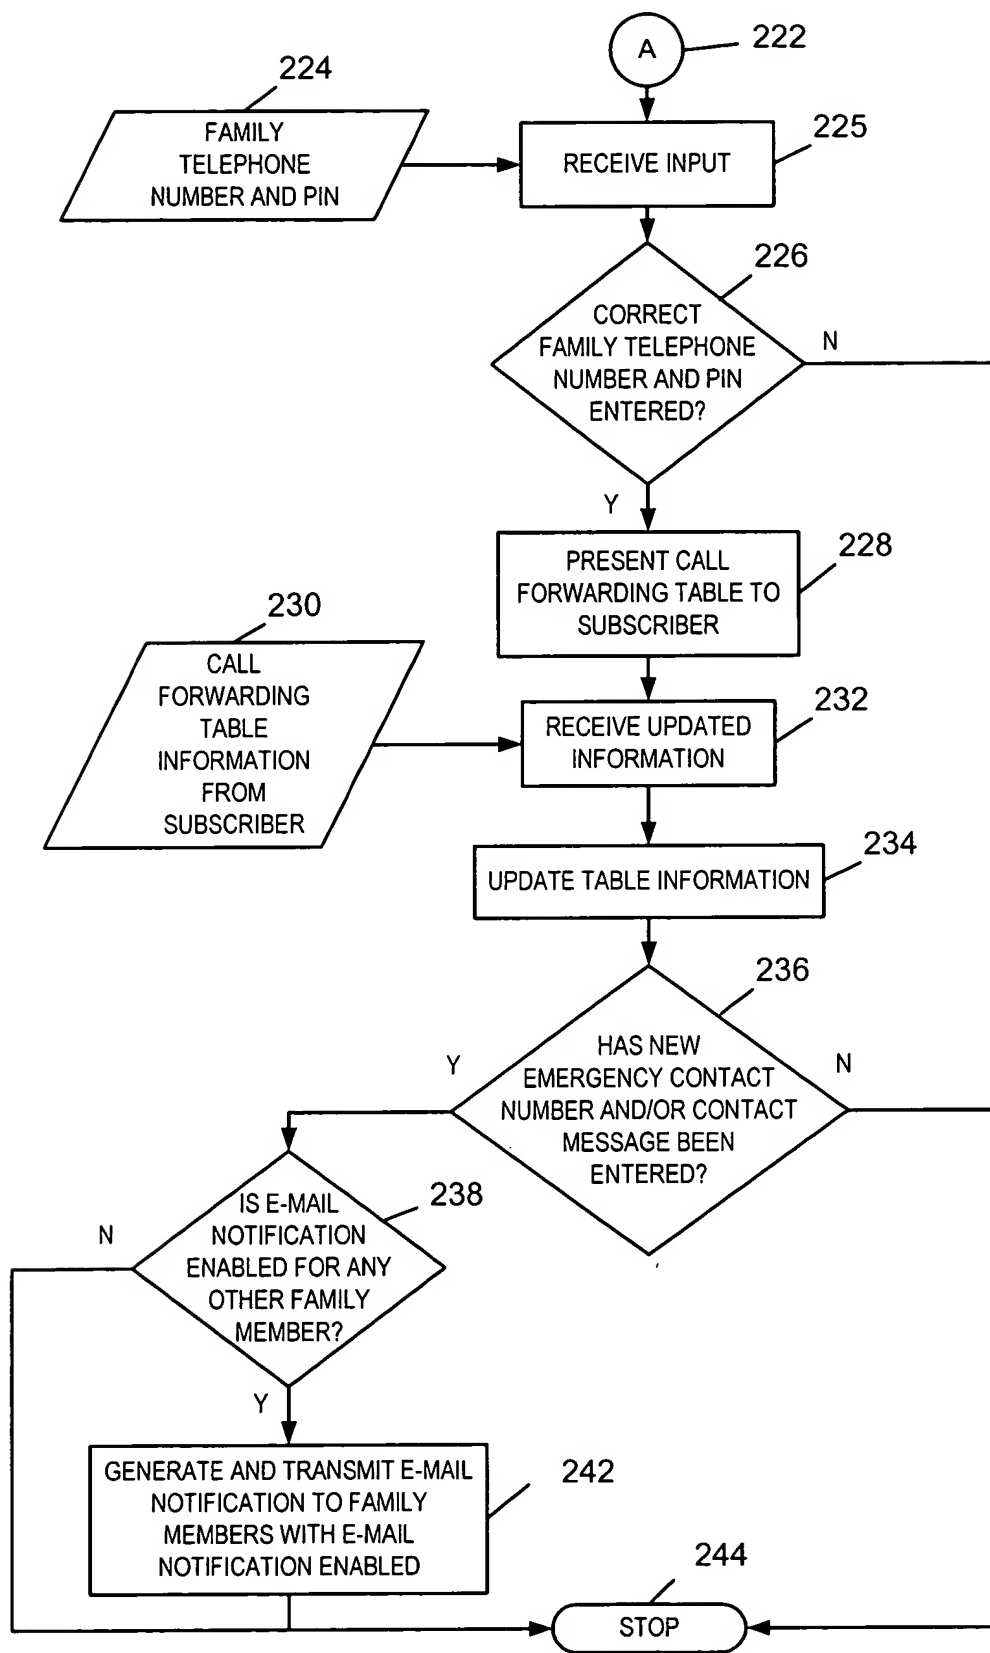 A
222
224
FAMILY
TELEPHONE
NUMBER AND PIN
225
RECEIVE INPUT
226
CORRECT
FAMILY TELEPHONE
NUMBER AND PIN
ENTERED?
N
Y
228
PRESENT CALL
FORWARDING TABLE TO
SUBSCRIBER
230
CALL
FORWARDING
TABLE
INFORMATION
FROM
SUBSCRIBER
232
RECEIVE UPDATED
INFORMATION
234
UPDATE TABLE INFORMATION
236
HAS NEW
EMERGENCY CONTACT
NUMBER AND/OR CONTACT
MESSAGE BEEN
ENTERED?
Y
N
238
IS E-MAIL
NOTIFICATION
ENABLED FOR ANY
OTHER FAMILY
MEMBER?
N
Y
242
GENERATE AND TRANSMIT E-MAIL
NOTIFICATION TO FAMILY
MEMBERS WITH E-MAIL
NOTIFICATION ENABLED
244
STOP